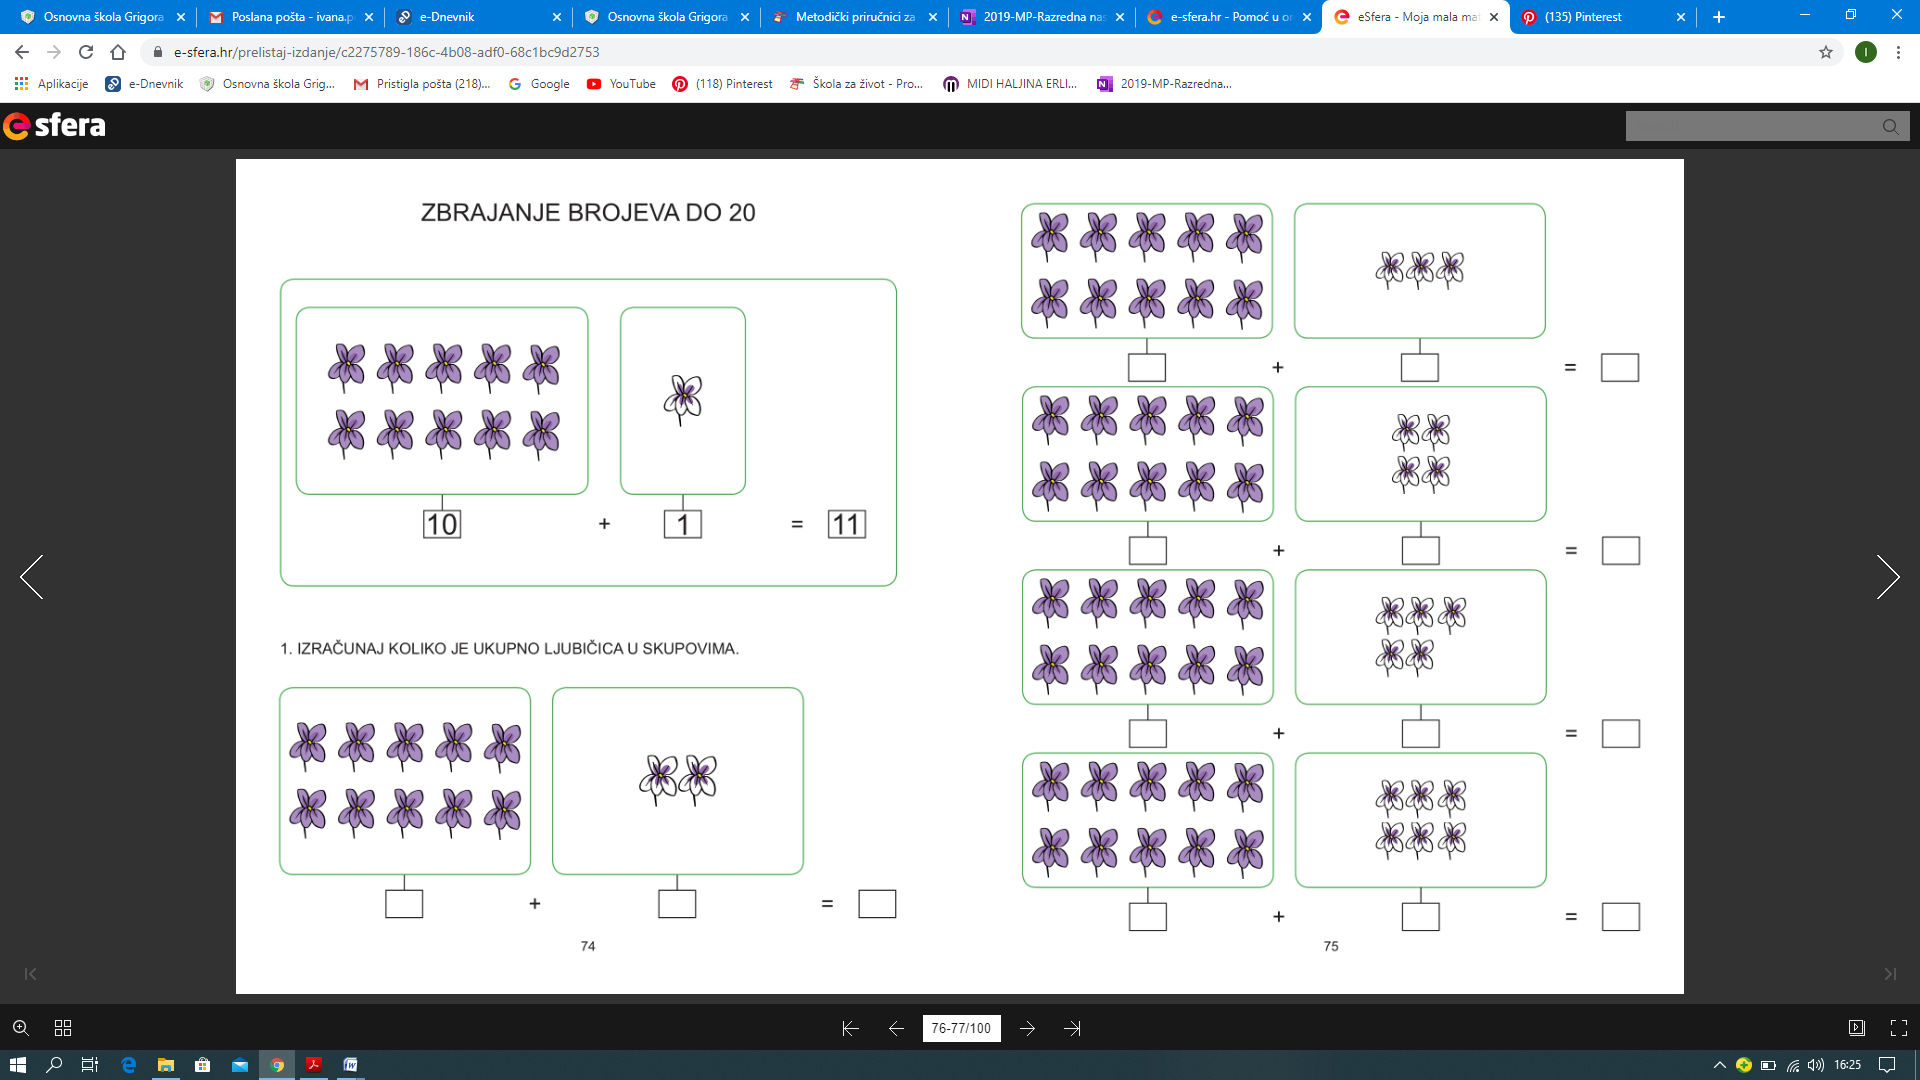 Osnovna škola Grigora
Poslana pošta - ivana.p
e-Dnevnik
Osnovna škola Grigora
Metodički priručnici za
2019-MP-Razredna nas
e-sfera.hr - Pomoć u o
eSfera - Moja mala ma
(135) Pinterest
e-sfera.hr/prelistaj-izdanje/c2275789-186c-4b08-adf0-68c1bc9d2753
I
Aplikacije
e-Dnevnik
Osnovna škola Grig...
Pristigla pošta (218)...
Google
YouTube
(118) Pinterest
Škola za život - Pro...
MIDI HALJINA ERLI...
2019-MP-Razredna...
e sfera
ZBRAJANJE BROJEVA DO 20
10 + 1 = 11
1. IZRAČUNAJ KOLIKO JE UKUPNO LJUBIČICA U SKUPOVIMA.
+ =
74
+ =
+ =
+ =
+ =
75
76-77/100
16:25